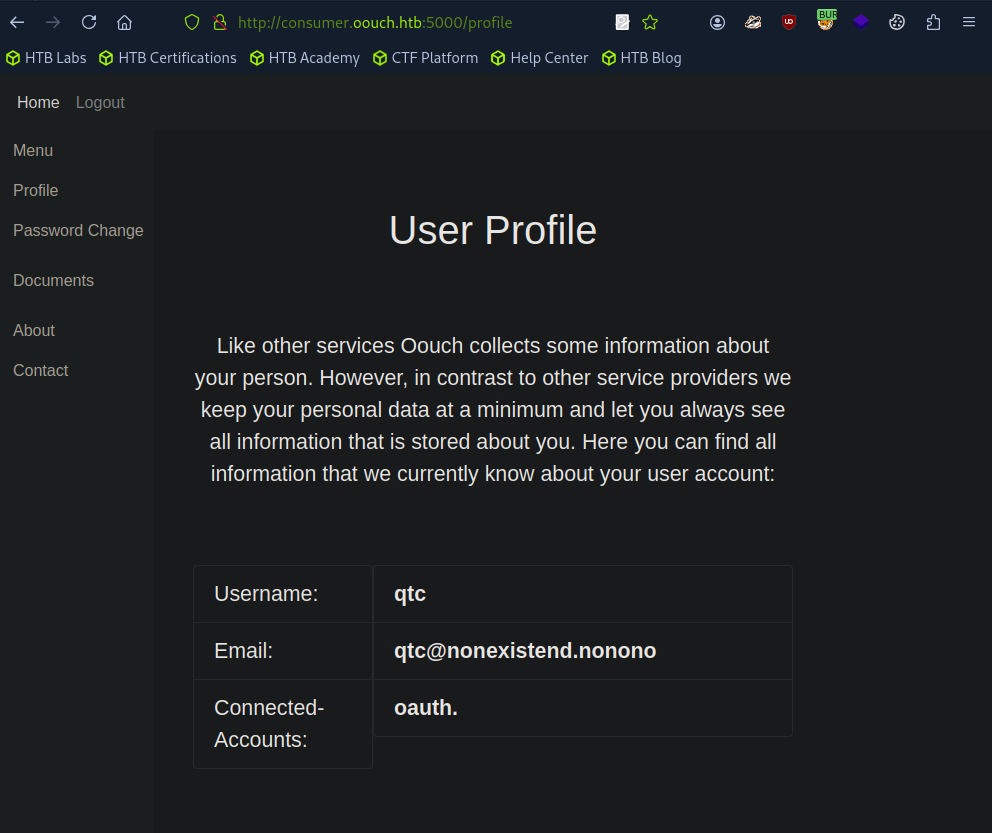 http://consumer.oouch.htb:5000/profile
UD
BUR
HTB Labs
HTB Certifications
HTB Academy
CTF Platform
Help Center
HTB Blog
Home
Logout
Menu
Profile
Password Change
Documents
About
Contact
User Profile
Like other services Oouch collects some information about
your person. However, in contrast to other service providers we
keep your personal data at a minimum and let you always see
all information that is stored about you. Here you can find all
information that we currently know about your user account:
Username:
qtc
Email:
qtc@nonexistend.nonono
Connected-
Accounts:
oauth.